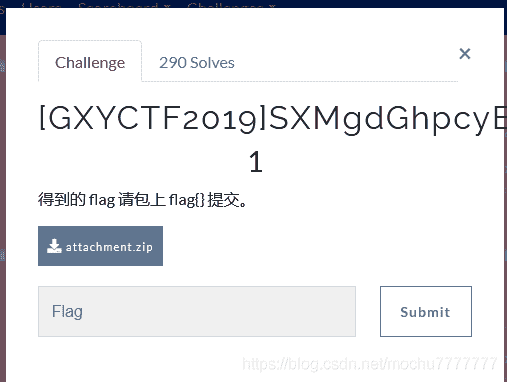 Users Scoreboard Challenges
×
Challenge 290 Solves
[GXYCTF2019]SXMgdGhpcyE
1
得到的 flag 请包上 flag{} 提交。
attachment.zip
Flag Submit
https://blog.csdn.net/mochu7777777